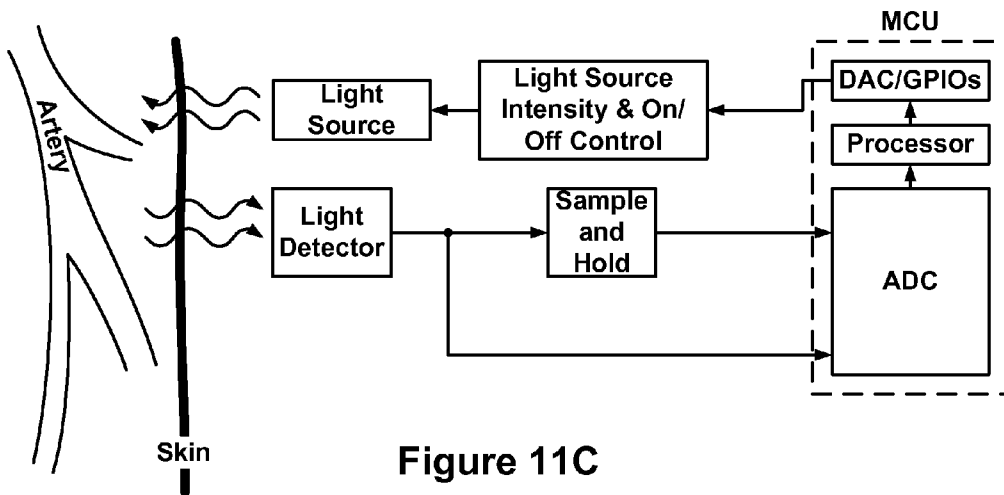 MCU
Light
Source
Light Source
Intensity & On/
Off Control
DAC/GPIOs
Processor
Artery
Light
Detector
Sample
and
Hold
ADC
Skin
Figure 11C